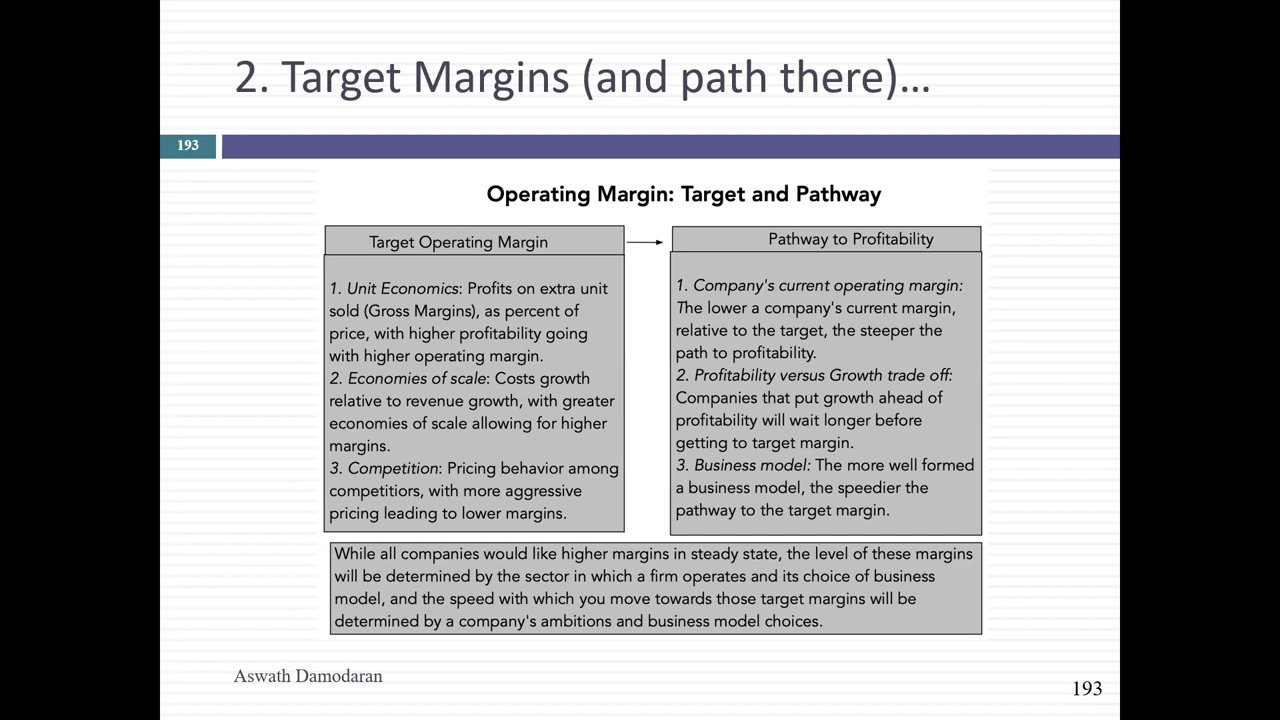 2. Target Margins (and path there)…
193
Operating Margin: Target and Pathway
Target Operating Margin
1. Unit Economics: Profits on extra unit
sold (Gross Margins), as percent of
price, with higher profitability going
with higher operating margin.
2. Economies of scale: Costs growth
relative to revenue growth, with greater
economies of scale allowing for higher
margins.
3. Competition: Pricing behavior among
competitiors, with more aggressive
pricing leading to lower margins.
Pathway to Profitability
1. Company's current operating margin:
The lower a company's current margin,
relative to the target, the steeper the
path to profitability.
2. Profitability versus Growth trade off:
Companies that put growth ahead of
profitability will wait longer before
getting to target margin.
3. Business model: The more well formed
a business model, the speedier the
pathway to the target margin.
While all companies would like higher margins in steady state, the level of these margins
will be determined by the sector in which a firm operates and its choice of business
model, and the speed with which you move towards those target margins will be
determined by a company's ambitions and business model choices.
Aswath Damodaran
193